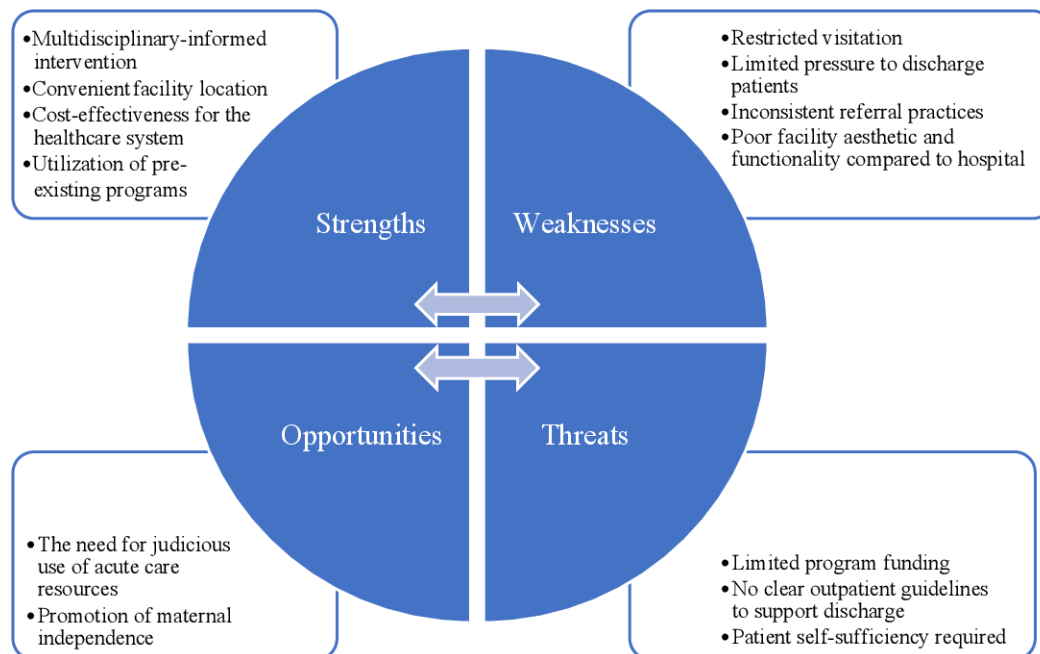 •Multidisciplinary-informed
intervention
•Convenient facility location
•Cost-effectiveness for the
healthcare system
•Utilization of pre-
existing programs
•Restricted visitation
•Limited pressure to discharge
patients
•Inconsistent referral practices
•Poor facility aesthetic and
functionality compared to hospital
Strengths
Weaknesses
Opportunities
Threats
•The need for judicious
use of acute care
resources
•Promotion of maternal
independence
•Limited program funding
•No clear outpatient guidelines
to support discharge
•Patient self-sufficiency required